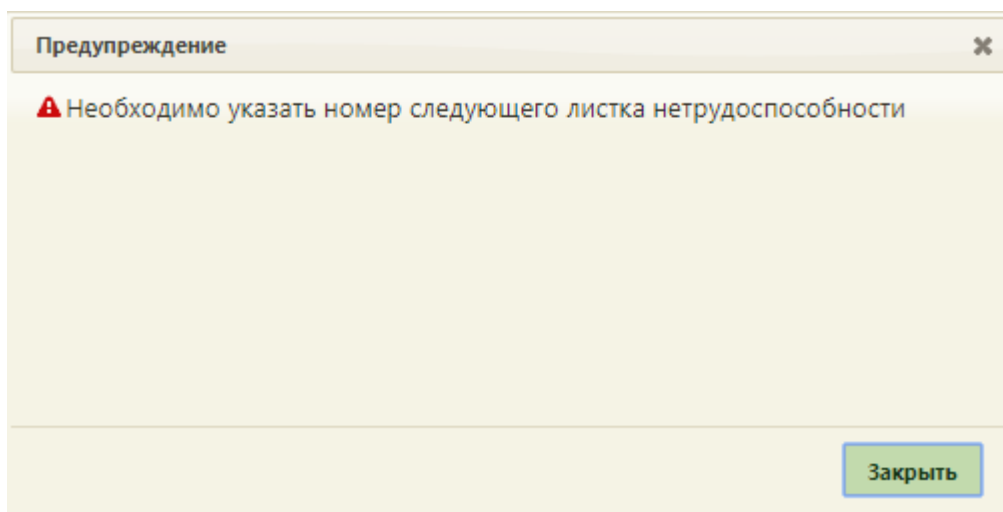 Предупреждение
Необходимо указать номер следующего листка нетрудоспособности
Закрыть